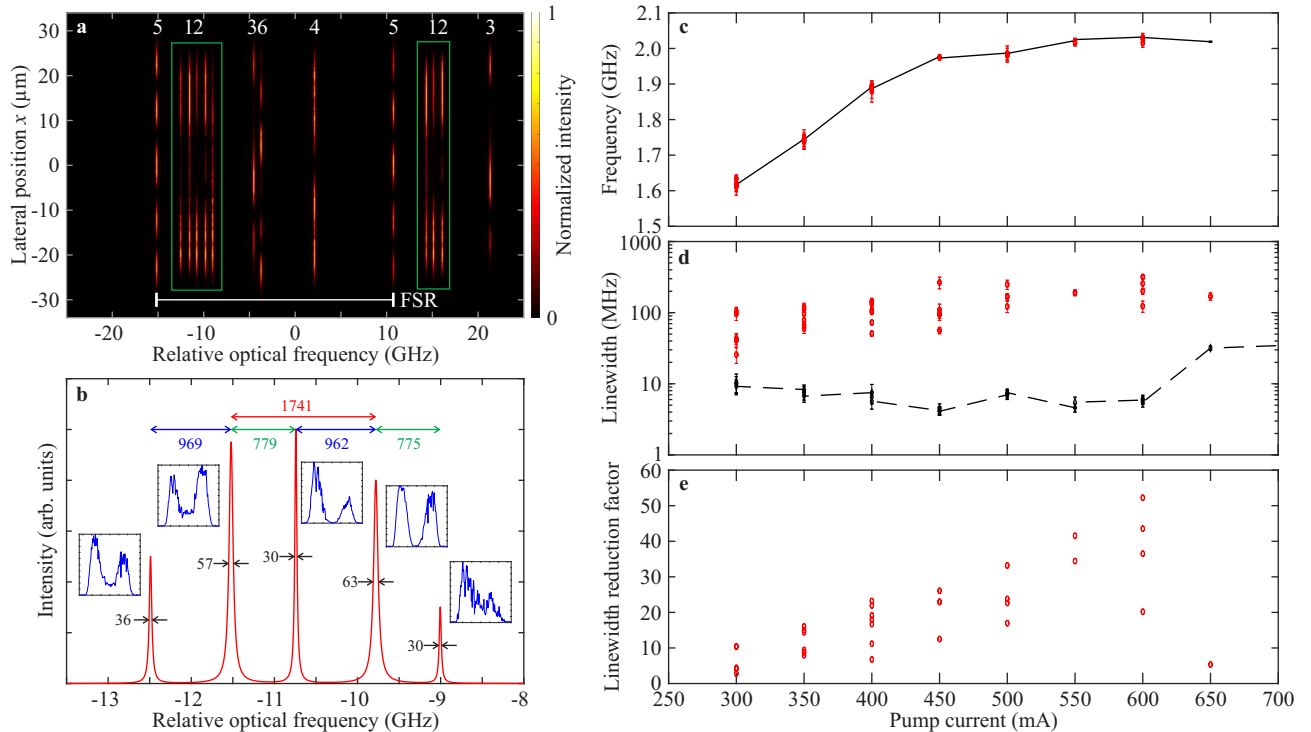 a
5 12 36 4 5 12 3
30
20
10
0
-10
-20
-30
Lateral position x (μm)
FSR
-20 -10 0 10 20
Relative optical frequency (GHz)
1
0
Normalized intensity
b
1741
969 779 962 775
57
30
63
36
30
Intensity (arb. units)
-13 -12 -11 -10 -9 -8
Relative optical frequency (GHz)
c
2.1
2.0
1.9
1.8
1.7
1.6
1.5
Frequency (GHz)
d
1000
100
10
1
Linewidth (MHz)
e
60
50
40
30
20
10
0
Linewidth reduction factor
250 300 350 400 450 500 550 600 650 700
Pump current (mA)